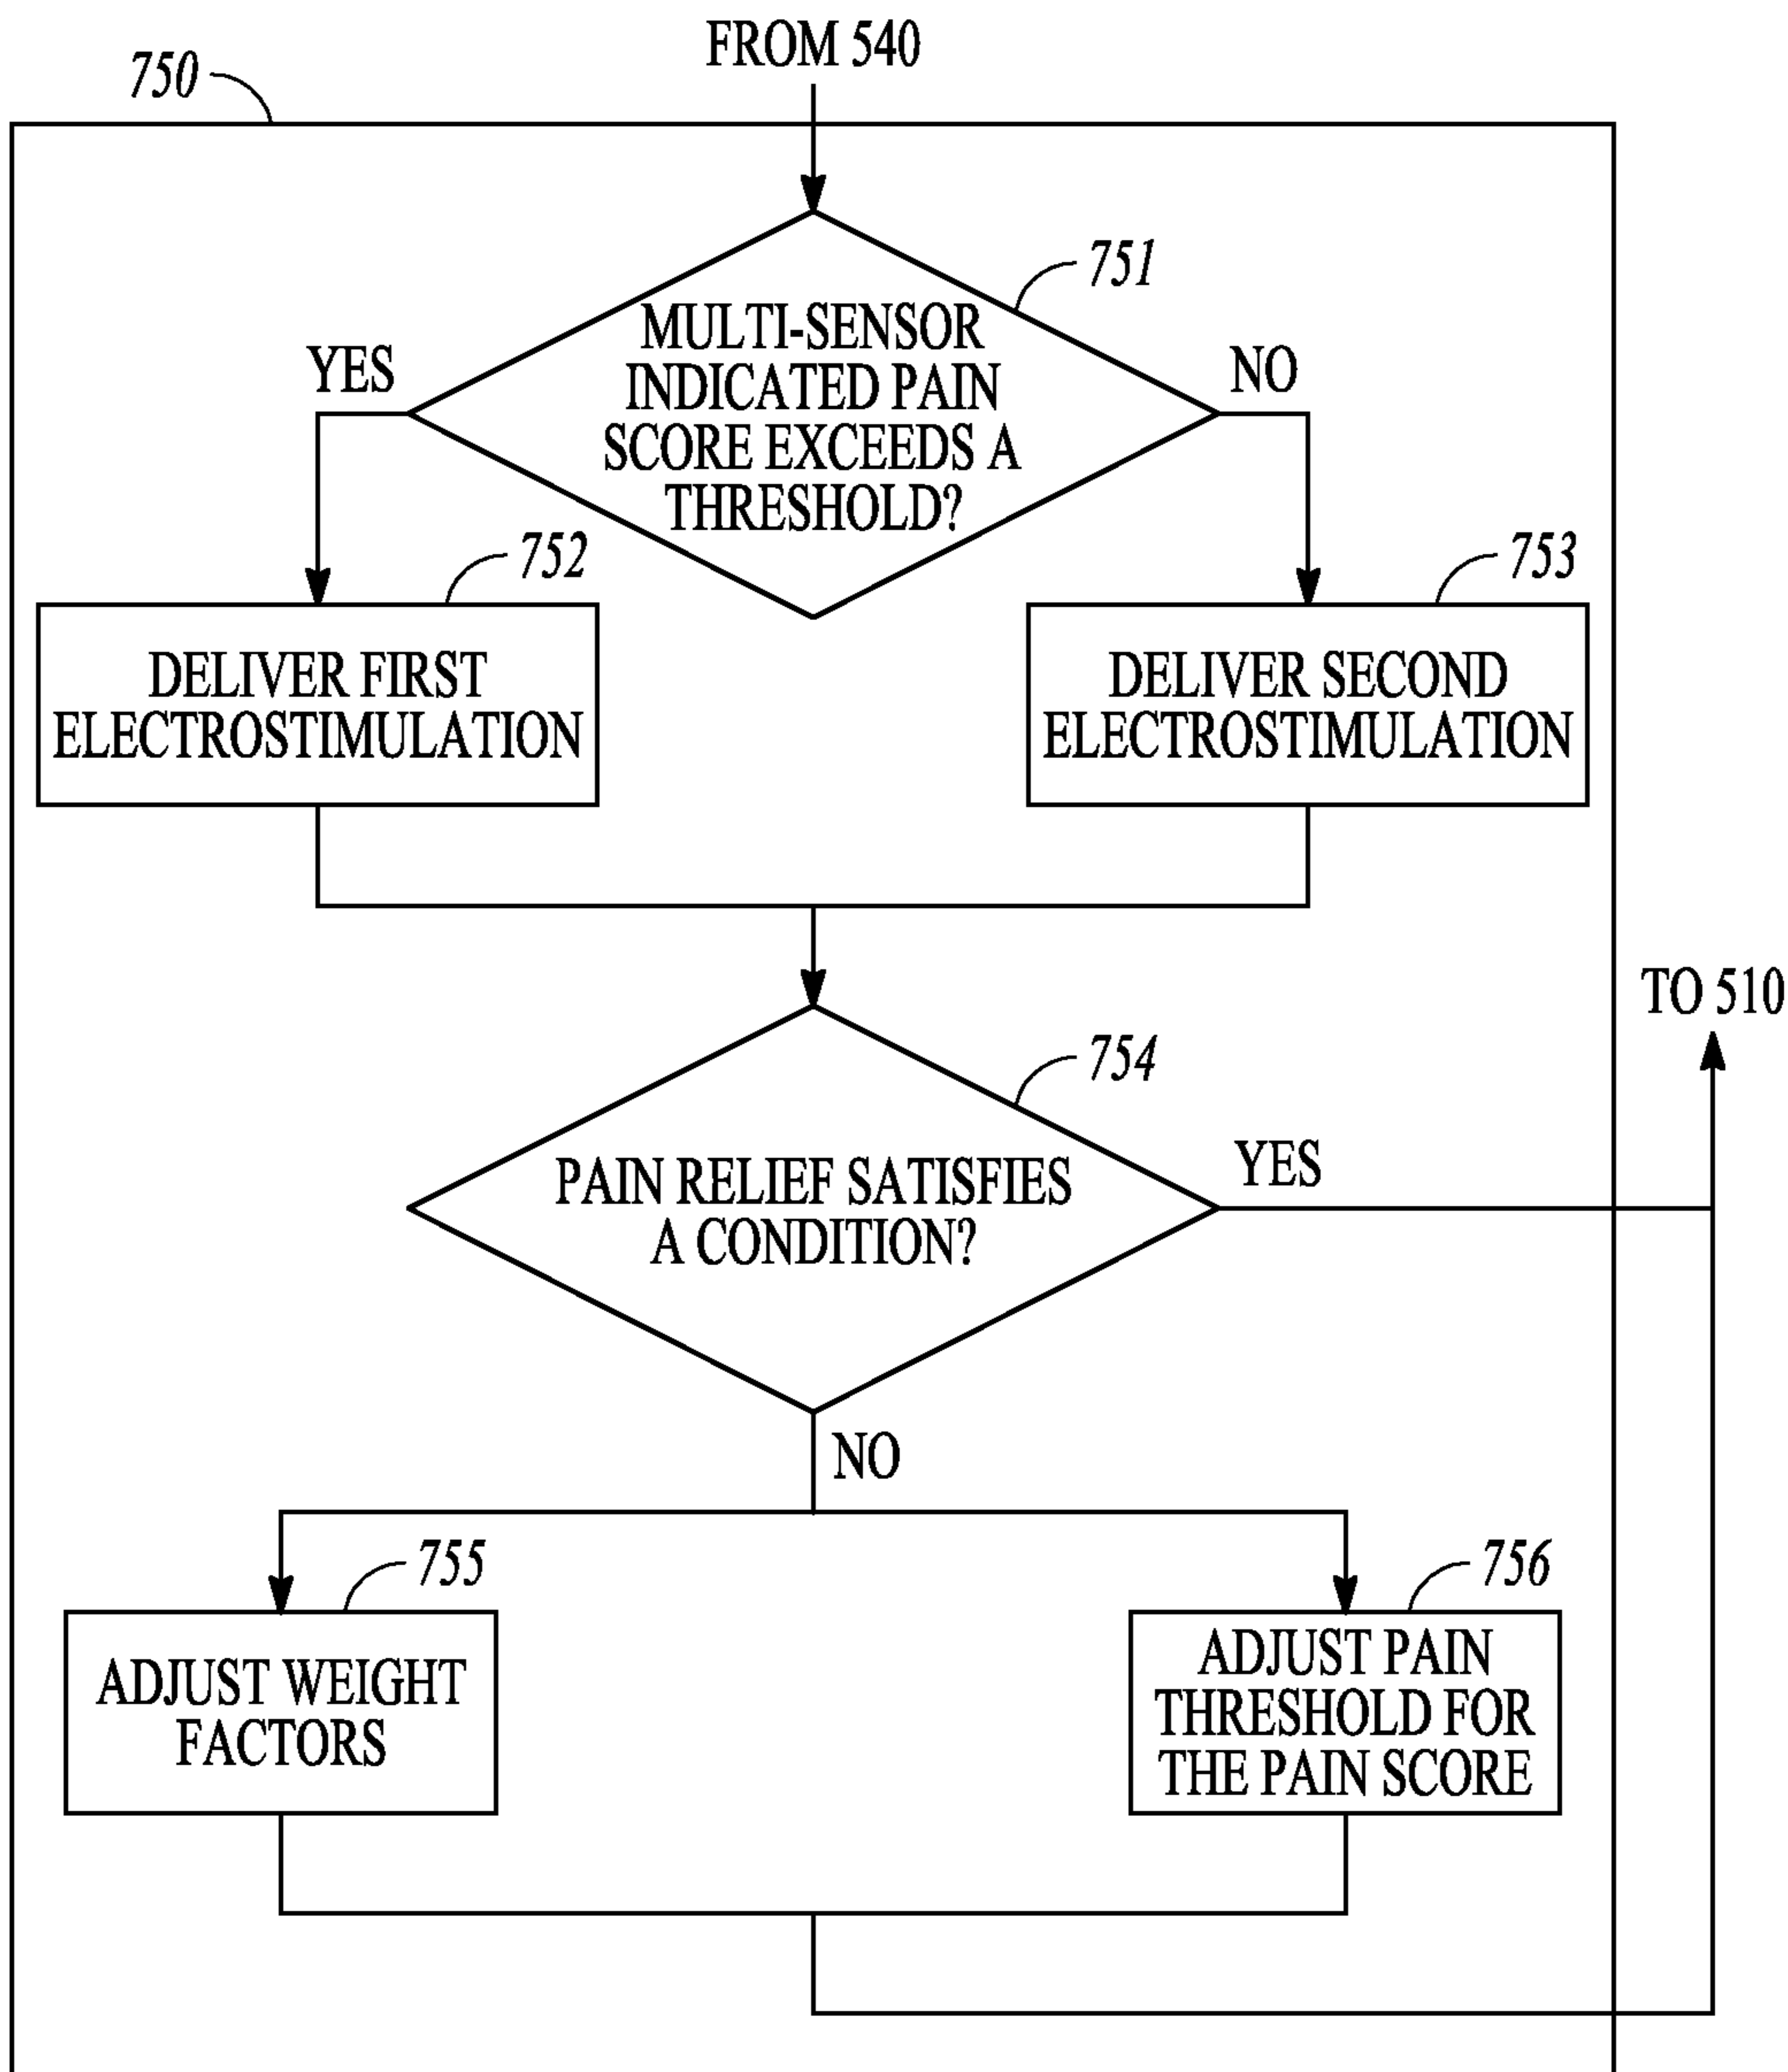 FROM 540
750
751
MULTI-SENSOR
INDICATED PAIN
SCORE EXCEEDS A
THRESHOLD?
YES
NO
752
753
DELIVER FIRST
ELECTROSTIMULATION
DELIVER SECOND
ELECTROSTIMULATION
TO 510
754
PAIN RELIEF SATISFIES
A CONDITION?
YES
NO
755
756
ADJUST WEIGHT
FACTORS
ADJUST PAIN
THRESHOLD FOR
THE PAIN SCORE